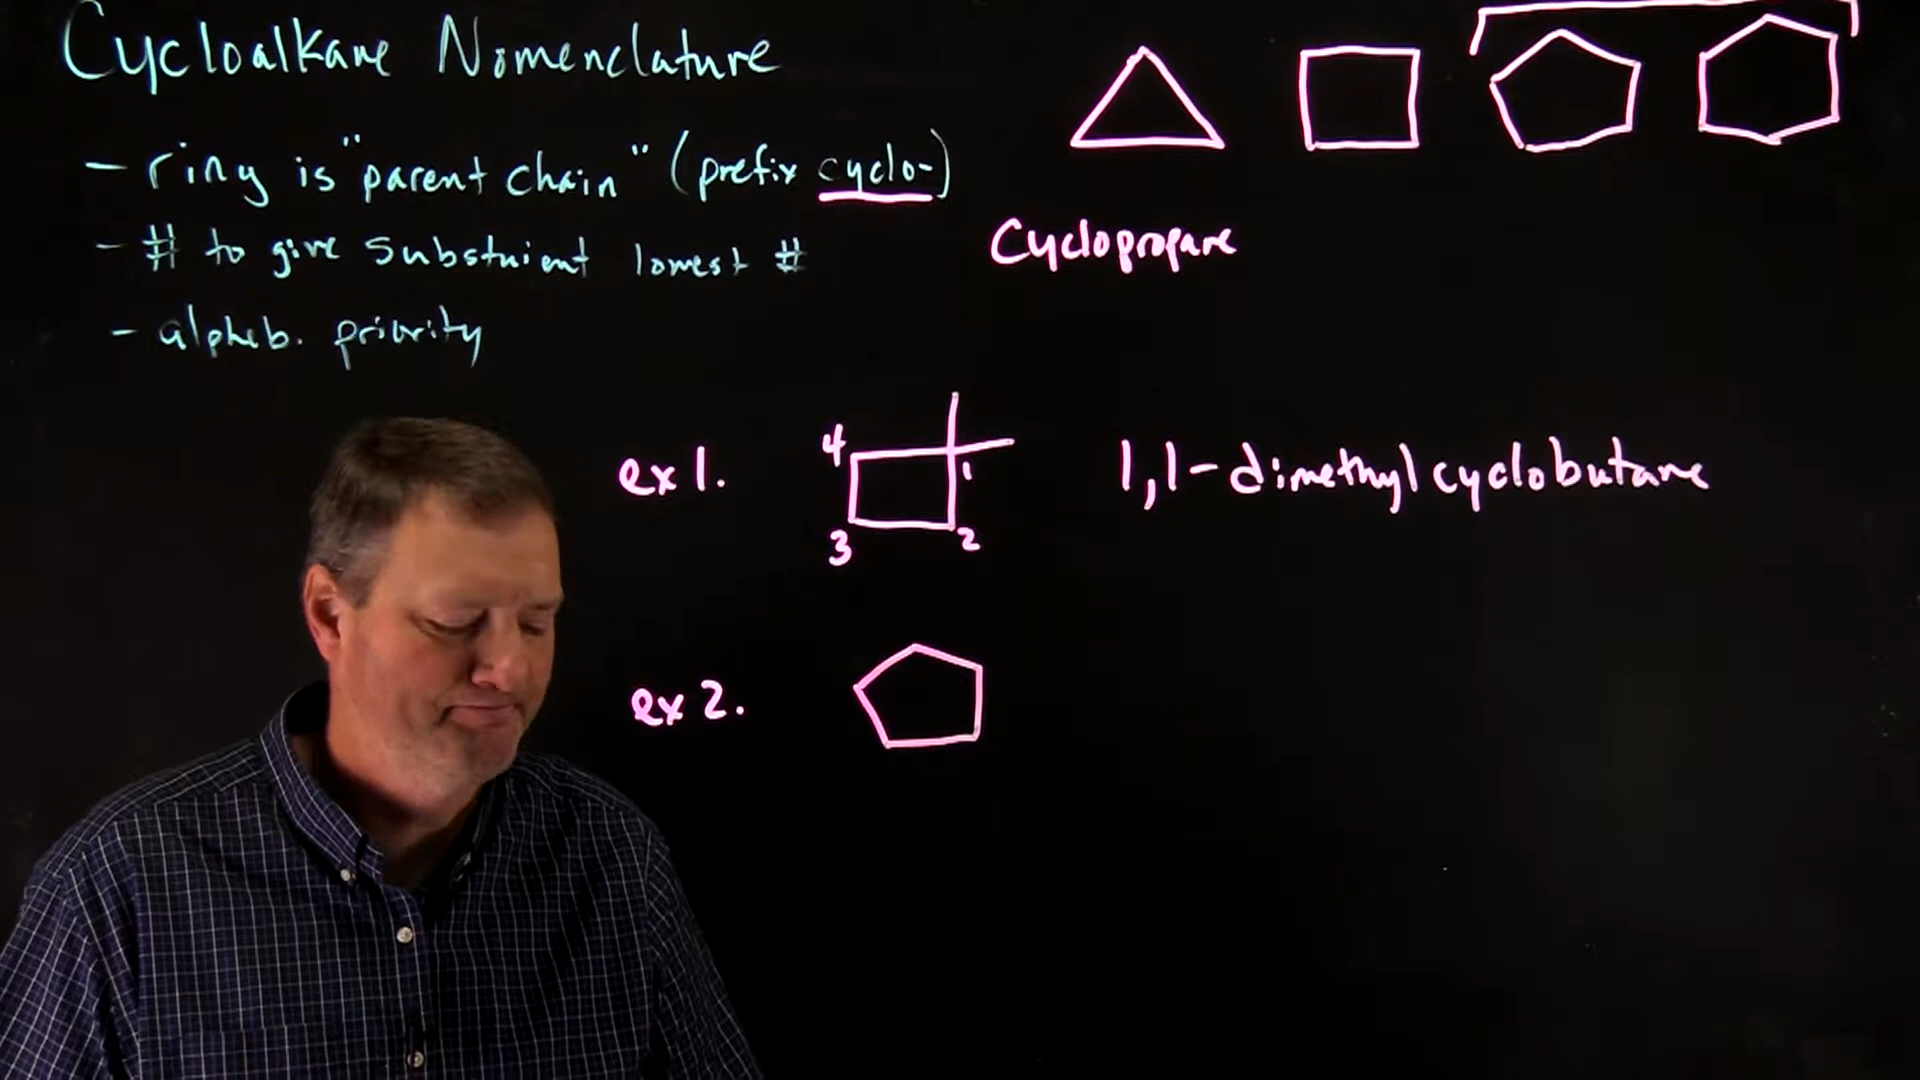 Cycloalkane Nomenclature
- ring is "parent chain" (prefix cyclo-)
- # to give substuient lowest #
- alphab. priority
Cyclopropane
ex 1.
4
1
3
2
1,1-dimethylcyclobutane
ex 2.